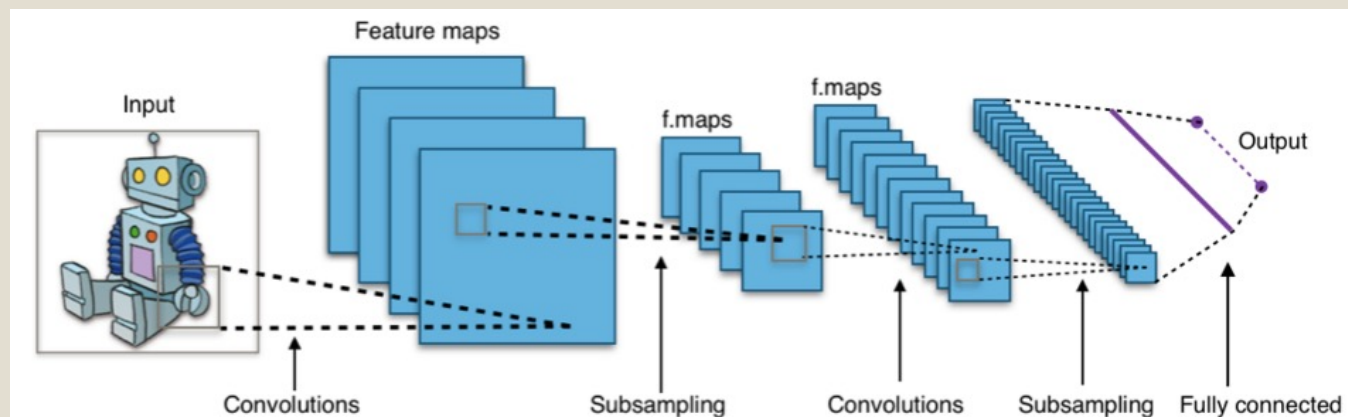 Feature maps
Input
f.maps
f.maps
Output
Convolutions
Subsampling
Convolutions
Subsampling
Fully connected